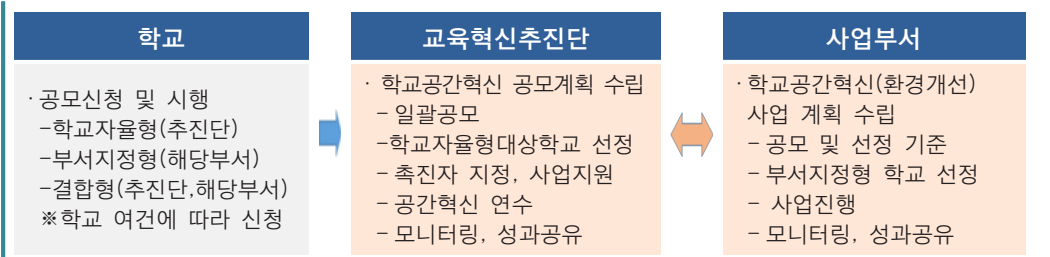 학교
· 공모신청 및 시행
-학교자율형(추진단)
-부서지정형(해당부서)
-결합형(추진단,해당부서)
※학교 여건에 따라 신청
교육혁신추진단
· 학교공간혁신 공모계획 수립
- 일괄공모
-학교자율형대상학교 선정
- 촉진자 지정, 사업지원
- 공간혁신 연수
- 모니터링, 성과공유
사업부서
· 학교공간혁신(환경개선)
사업 계획 수립
- 공모 및 선정 기준
- 부서지정형 학교 선정
- 사업진행
- 모니터링, 성과공유